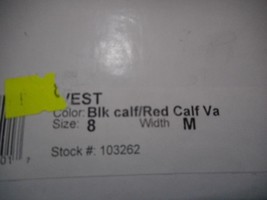 VEST
Color: Blk calf/Red Calf Va
Size: 8 Width M
Stock #: 103262